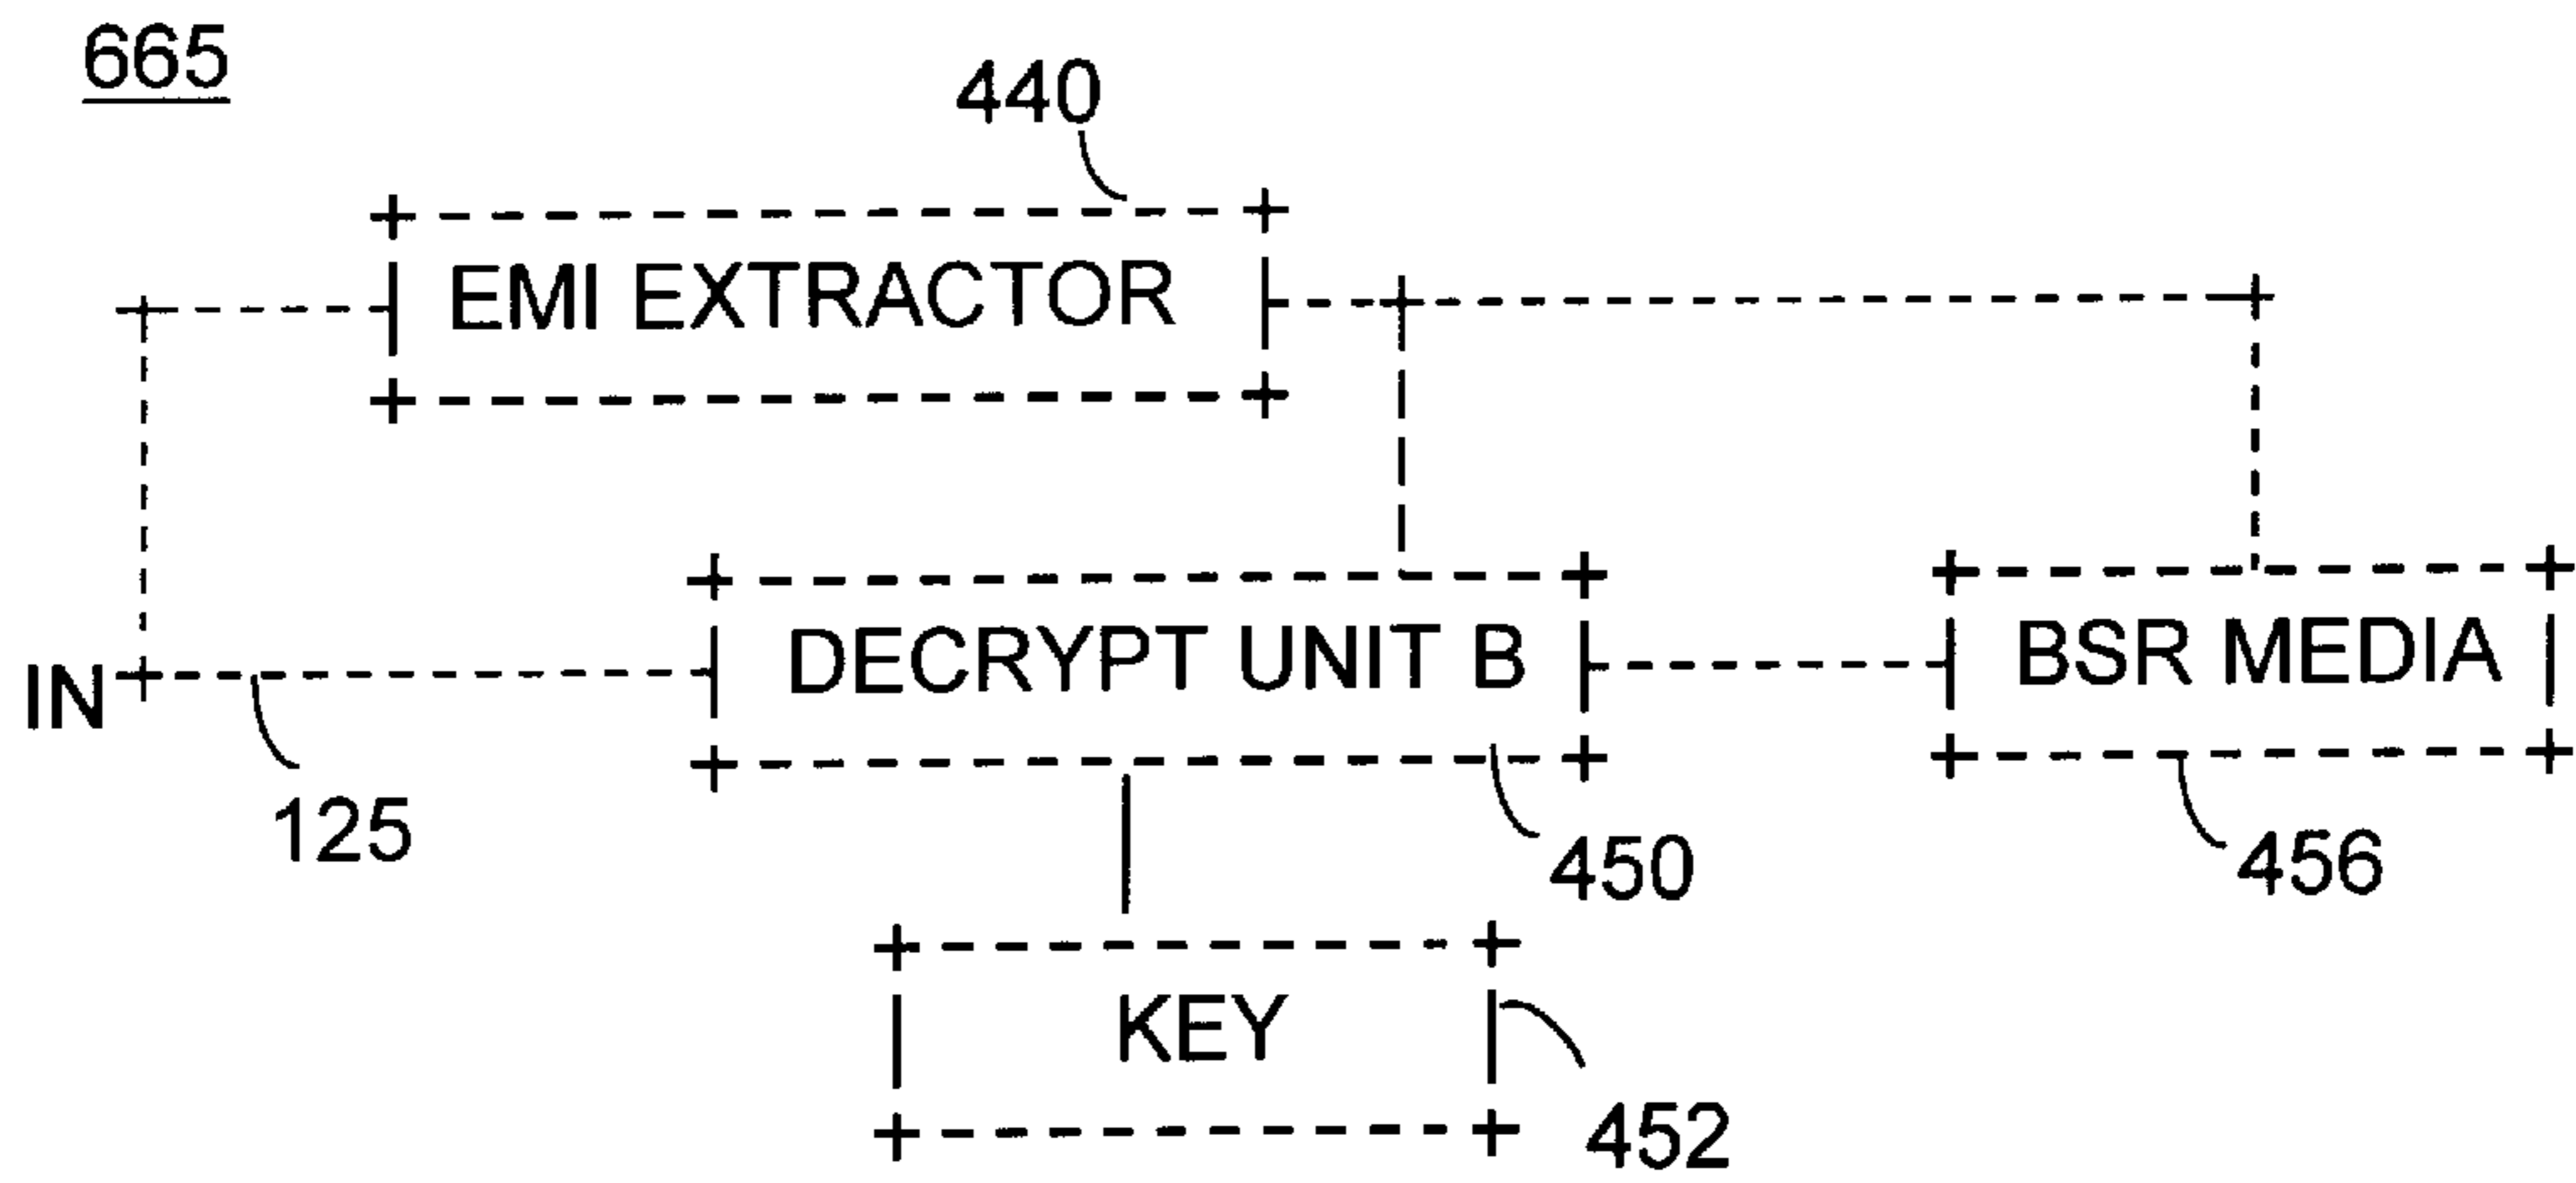 665
440
EMI EXTRACTOR
IN
DECRYPT UNIT B
BSR MEDIA
125
450
456
KEY
452